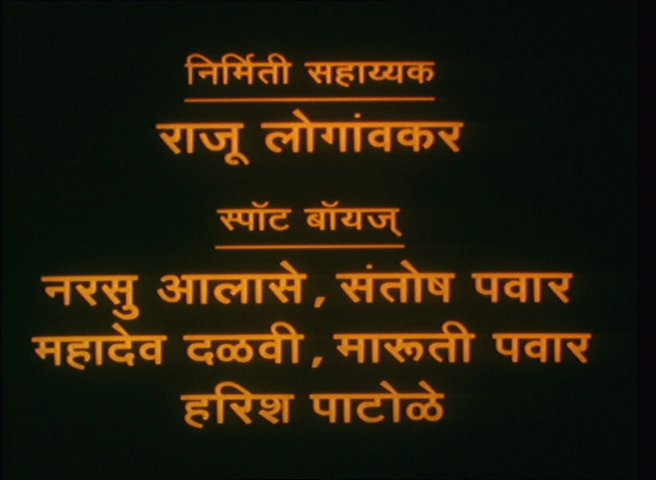 निर्मिती सहाय्यक
राजू लोगांवकर
स्पॉट बॉयज्
नरसु आलासे, संतोष पवार
महादेव दळवी, मारूती पवार
हरिश पाटोळे